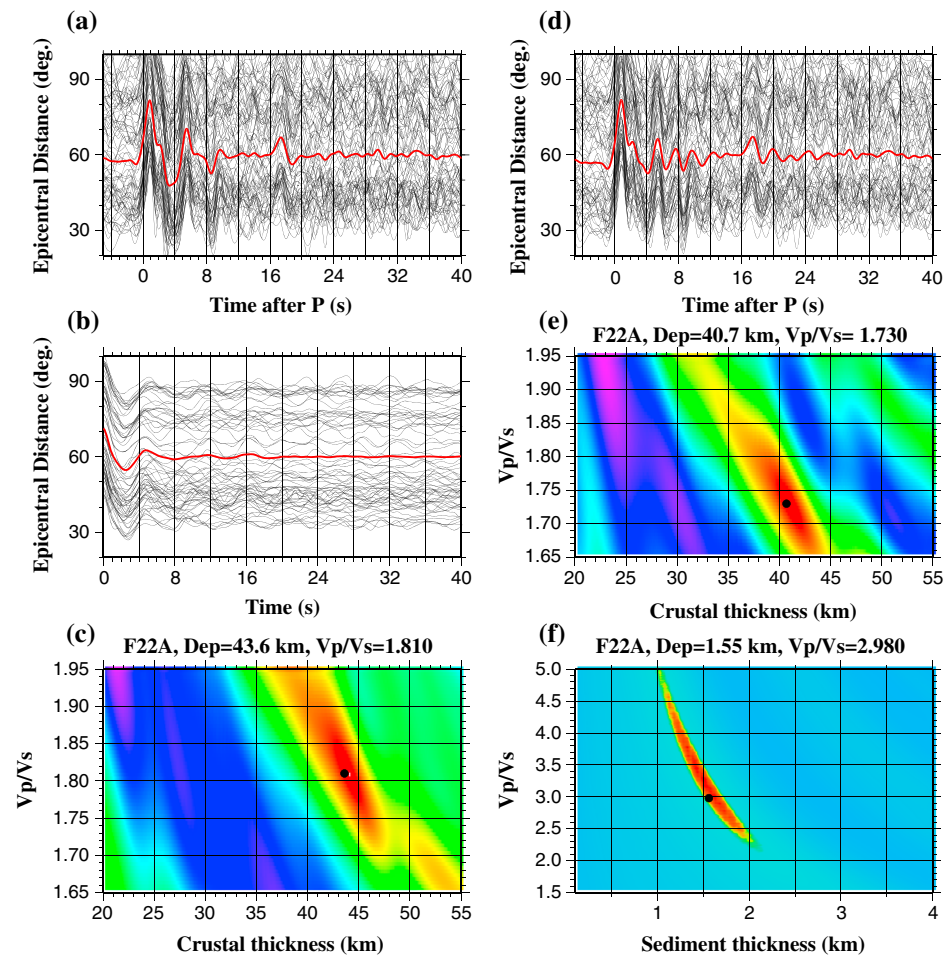 (a)
Epicentral Distance (deg.)
90
60
30
0 8 16 24 32 40
Time after P (s)
(b)
Epicentral Distance (deg.)
90
60
30
0 8 16 24 32 40
Time (s)
(c)
F22A, Dep=43.6 km, Vp/Vs=1.810
Vp/Vs
1.95
1.90
1.85
1.80
1.75
1.70
1.65
20 25 30 35 40 45 50 55
Crustal thickness (km)
(d)
Epicentral Distance (deg.)
90
60
30
0 8 16 24 32 40
Time after P (s)
(e)
F22A, Dep=40.7 km, Vp/Vs= 1.730
Vp/Vs
1.95
1.90
1.85
1.80
1.75
1.70
1.65
20 25 30 35 40 45 50 55
Crustal thickness (km)
(f)
F22A, Dep=1.55 km, Vp/Vs=2.980
Vp/Vs
5.0
4.5
4.0
3.5
3.0
2.5
2.0
1.5
1 2 3 4
Sediment thickness (km)